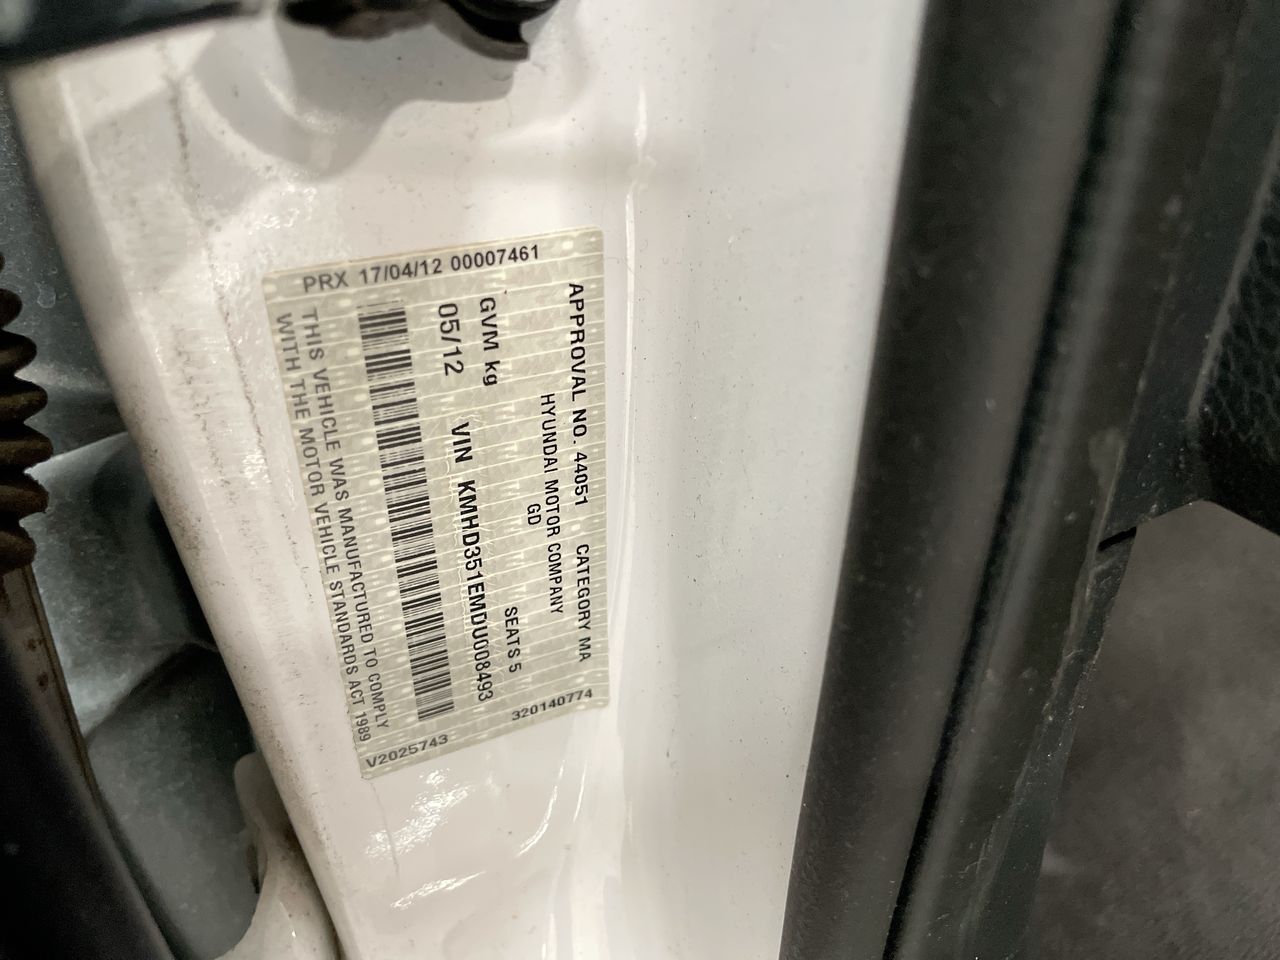 PRX 17/04/12 00007461
APPROVAL NO. 44051 CATEGORY MA
HYUNDAI MOTOR COMPANY
GD
GVM kg SEATS 5
05/12 VIN KMHD351EMDU008493
THIS VEHICLE WAS MANUFACTURED TO COMPLY
WITH THE MOTOR VEHICLE STANDARDS ACT 1989
320140774
V2025743